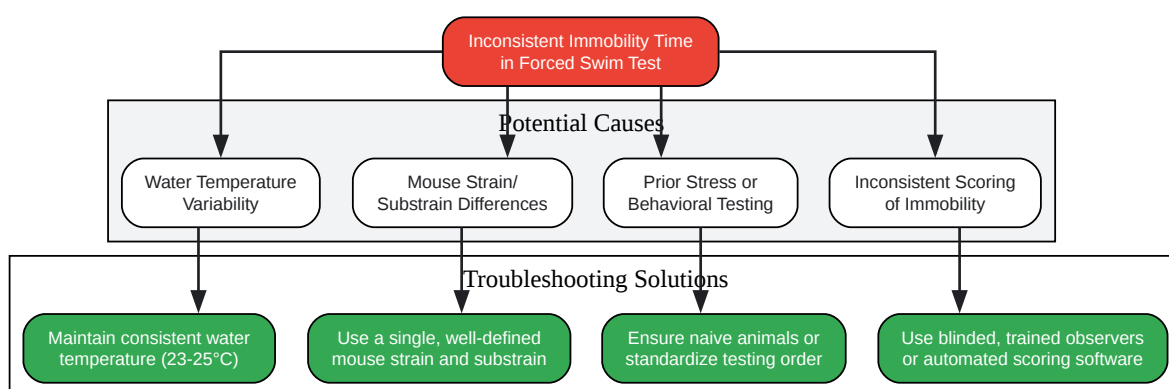 Inconsistent Immobility Time
in Forced Swim Test
Potential Causes
Water Temperature
Variability
Mouse Strain/
Substrain Differences
Prior Stress or
Behavioral Testing
Inconsistent Scoring
of Immobility
Troubleshooting Solutions
Maintain consistent water
temperature (23-25°C)
Use a single, well-defined
mouse strain and substrain
Ensure naive animals or
standardize testing order
Use blinded, trained observers
or automated scoring software